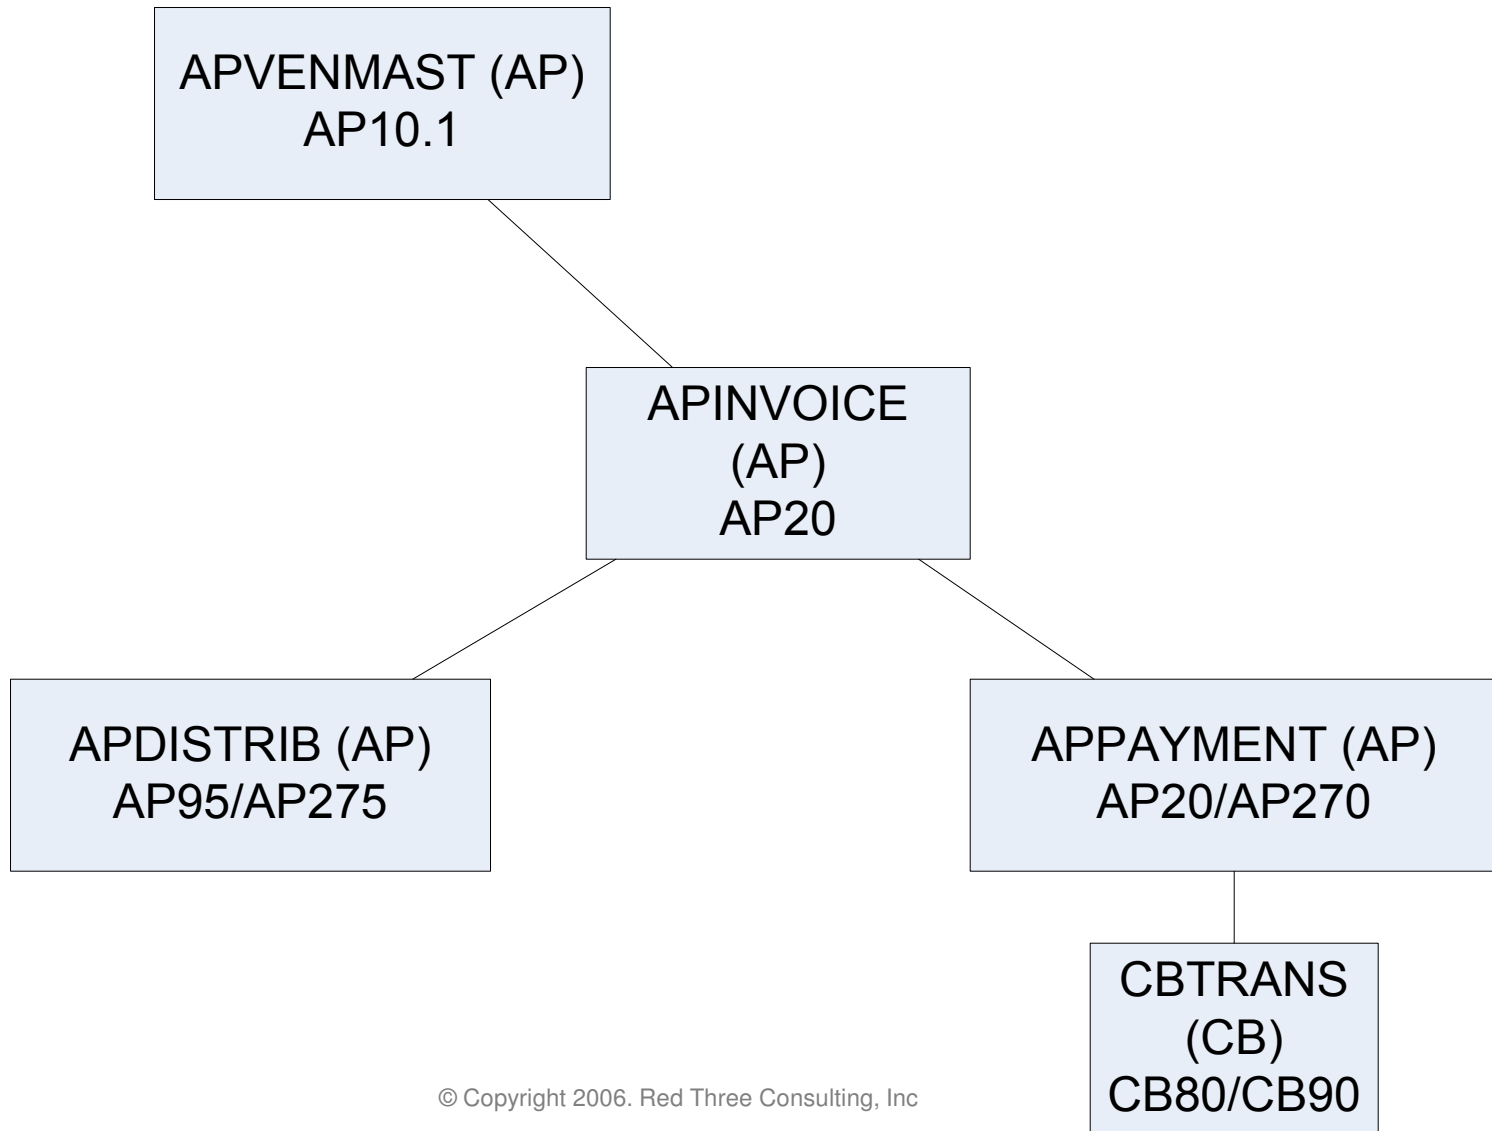 APVENMAST (AP)
AP10.1
APINVOICE
(AP)
AP20
APDISTRIB (AP)
AP95/AP275
APPAYMENT (AP)
AP20/AP270
CBTRANS
(CB)
CB80/CB90
© Copyright 2006. Red Three Consulting, Inc